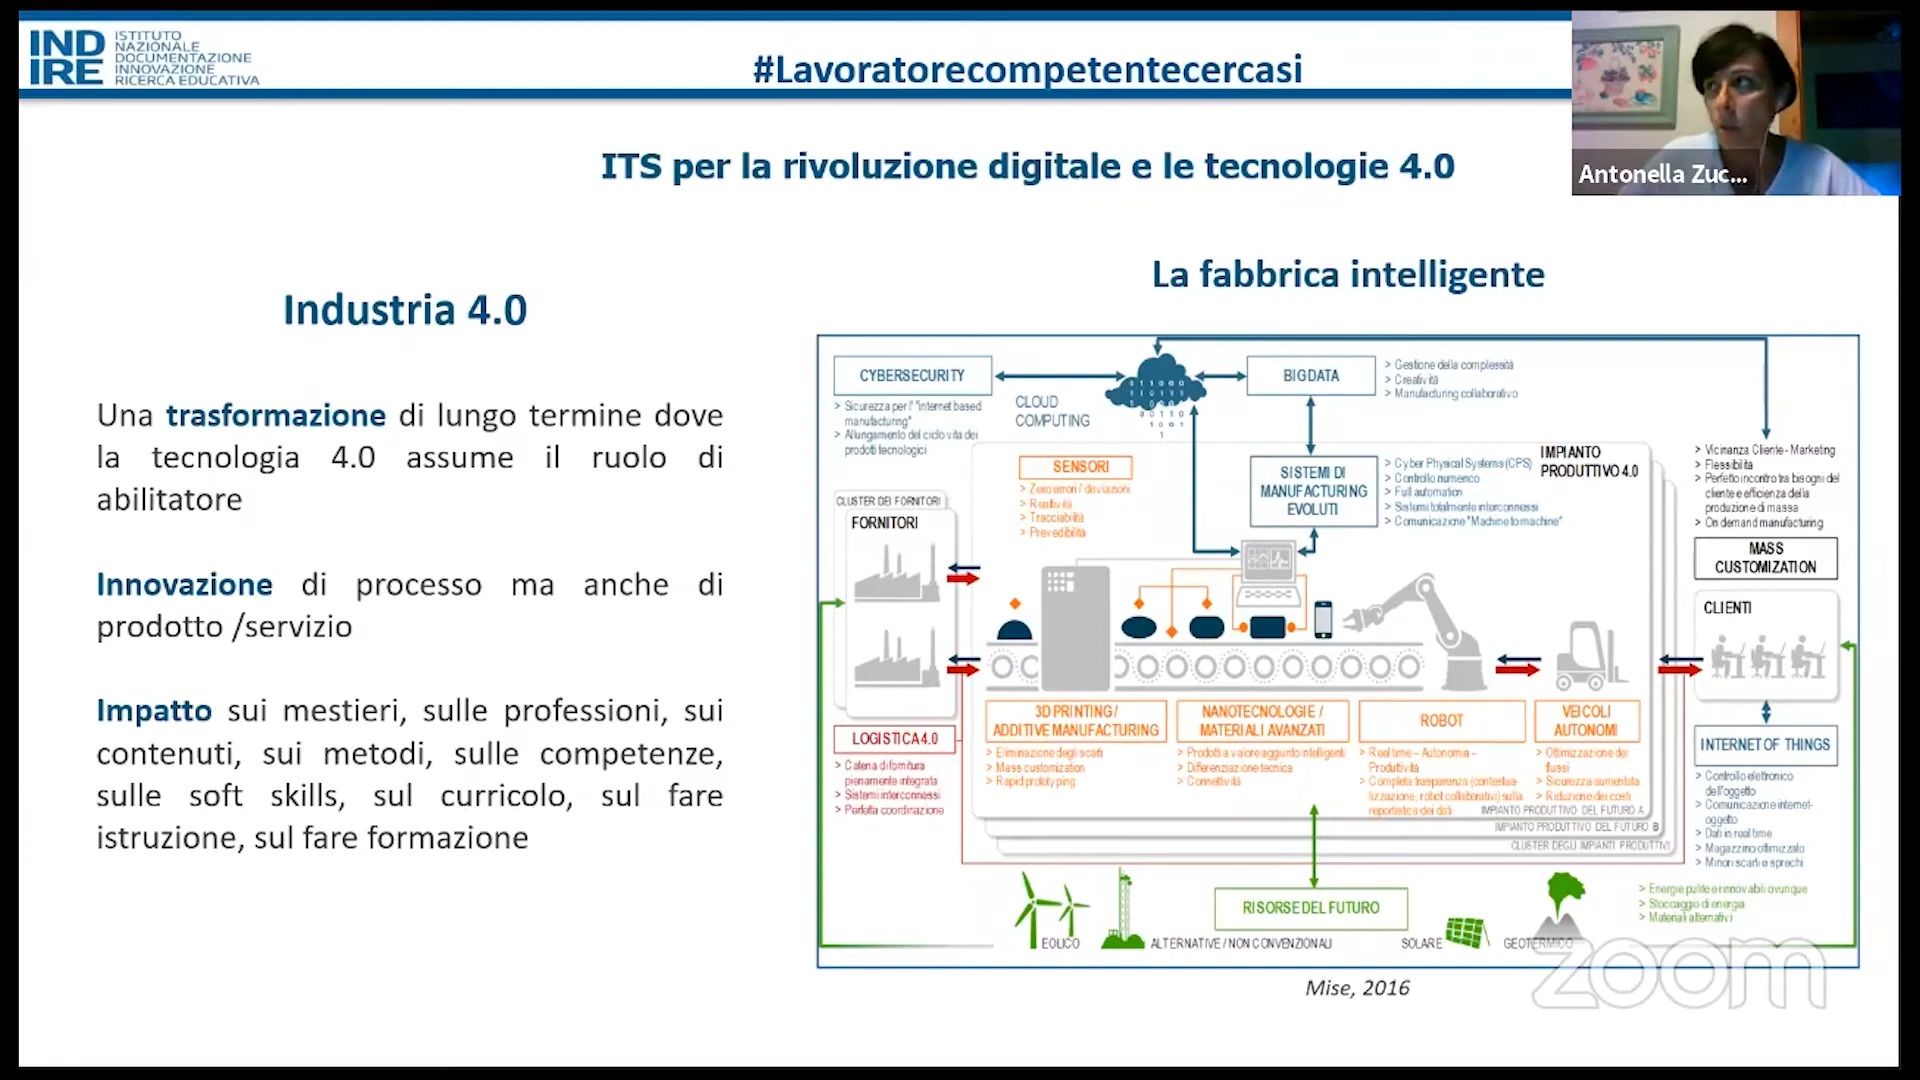 IND
IRE
ISTITUTO
NAZIONALE
DOCUMENTAZIONE
INNOVAZIONE
RICERCA EDUCATIVA
#Lavoratorecompetentecercasi
Antonella Zuc...
ITS per la rivoluzione digitale e le tecnologie 4.0
Industria 4.0
Una trasformazione di lungo termine dove
la tecnologia 4.0 assume il ruolo di
abilitatore
Innovazione di processo ma anche di
prodotto /servizio
Impatto sui mestieri, sulle professioni, sui
contenuti, sui metodi, sulle competenze,
sulle soft skills, sul curricolo, sul fare
istruzione, sul fare formazione
La fabbrica intelligente
CYBERSECURITY
> Sicurezza per l' "internet based
manufacturing"
> Allungamento del ciclo vita dei
prodotti tecnologici
CLOUD
COMPUTING
BIG DATA
> Gestione della complessità
> Creatività
> Manufacturing collaborativo
SENSORI
> Zero errori / deviazioni
> Reattività
> Tracciabilità
> Prevedibilità
SISTEMI DI
MANUFACTURING
EVOLUTI
> Cyber Physical Systems (CPS)
> Controllo numerico
> Full automation
> Sistemi totalmente interconnessi
> Comunicazione "Machine to machine"
IMPIANTO
PRODUTTIVO 4.0
> Vicinanza Cliente - Marketing
> Flessibilità
> Perfetto incontro tra bisogni del
cliente e efficienza della
produzione di massa
> On demand manufacturing
MASS
CUSTOMIZATION
CLIENTI
CLUSTER DEI FORNITORI
FORNITORI
LOGISTICA 4.0
> Catena di fornitura
pienamente integrata
> Sistemi interconnessi
> Perfetta coordinazione
3D PRINTING /
ADDITIVE MANUFACTURING
> Eliminazione degli scarti
> Mass customization
> Rapid prototyping
NANOTECNOLOGIE /
MATERIALI AVANZATI
> Prodotti a valore aggiunto intelligenti
> Differenziazione tecnica
> Connettività
ROBOT
> Real time – Autonomia –
Produttività
> Completa trasparenza (contestua-
lizzazione, robot collaborativi) sulla
reportistica dei dati
VEICOLI
AUTONOMI
> Ottimizzazione dei
flussi
> Sicurezza aumentata
> Riduzione dei costi
IMPIANTO PRODUTTIVO DEL FUTURO A
IMPIANTO PRODUTTIVO DEL FUTURO B
CLUSTER DEGLI IMPIANTI PRODUTTIVI
INTERNET OF THINGS
> Controllo elettronico
dell'oggetto
> Comunicazione internet-
oggetto
> Dati in real time
> Magazzino ottimizzato
> Minori scarti e sprechi
RISORSE DEL FUTURO
> Energie pulite e rinnovabili ovunque
> Stoccaggio di energia
> Materiali alternativi
EOLICO
ALTERNATIVE / NON CONVENZIONALI
SOLARE
GEOTERMICO
Mise, 2016
zoom